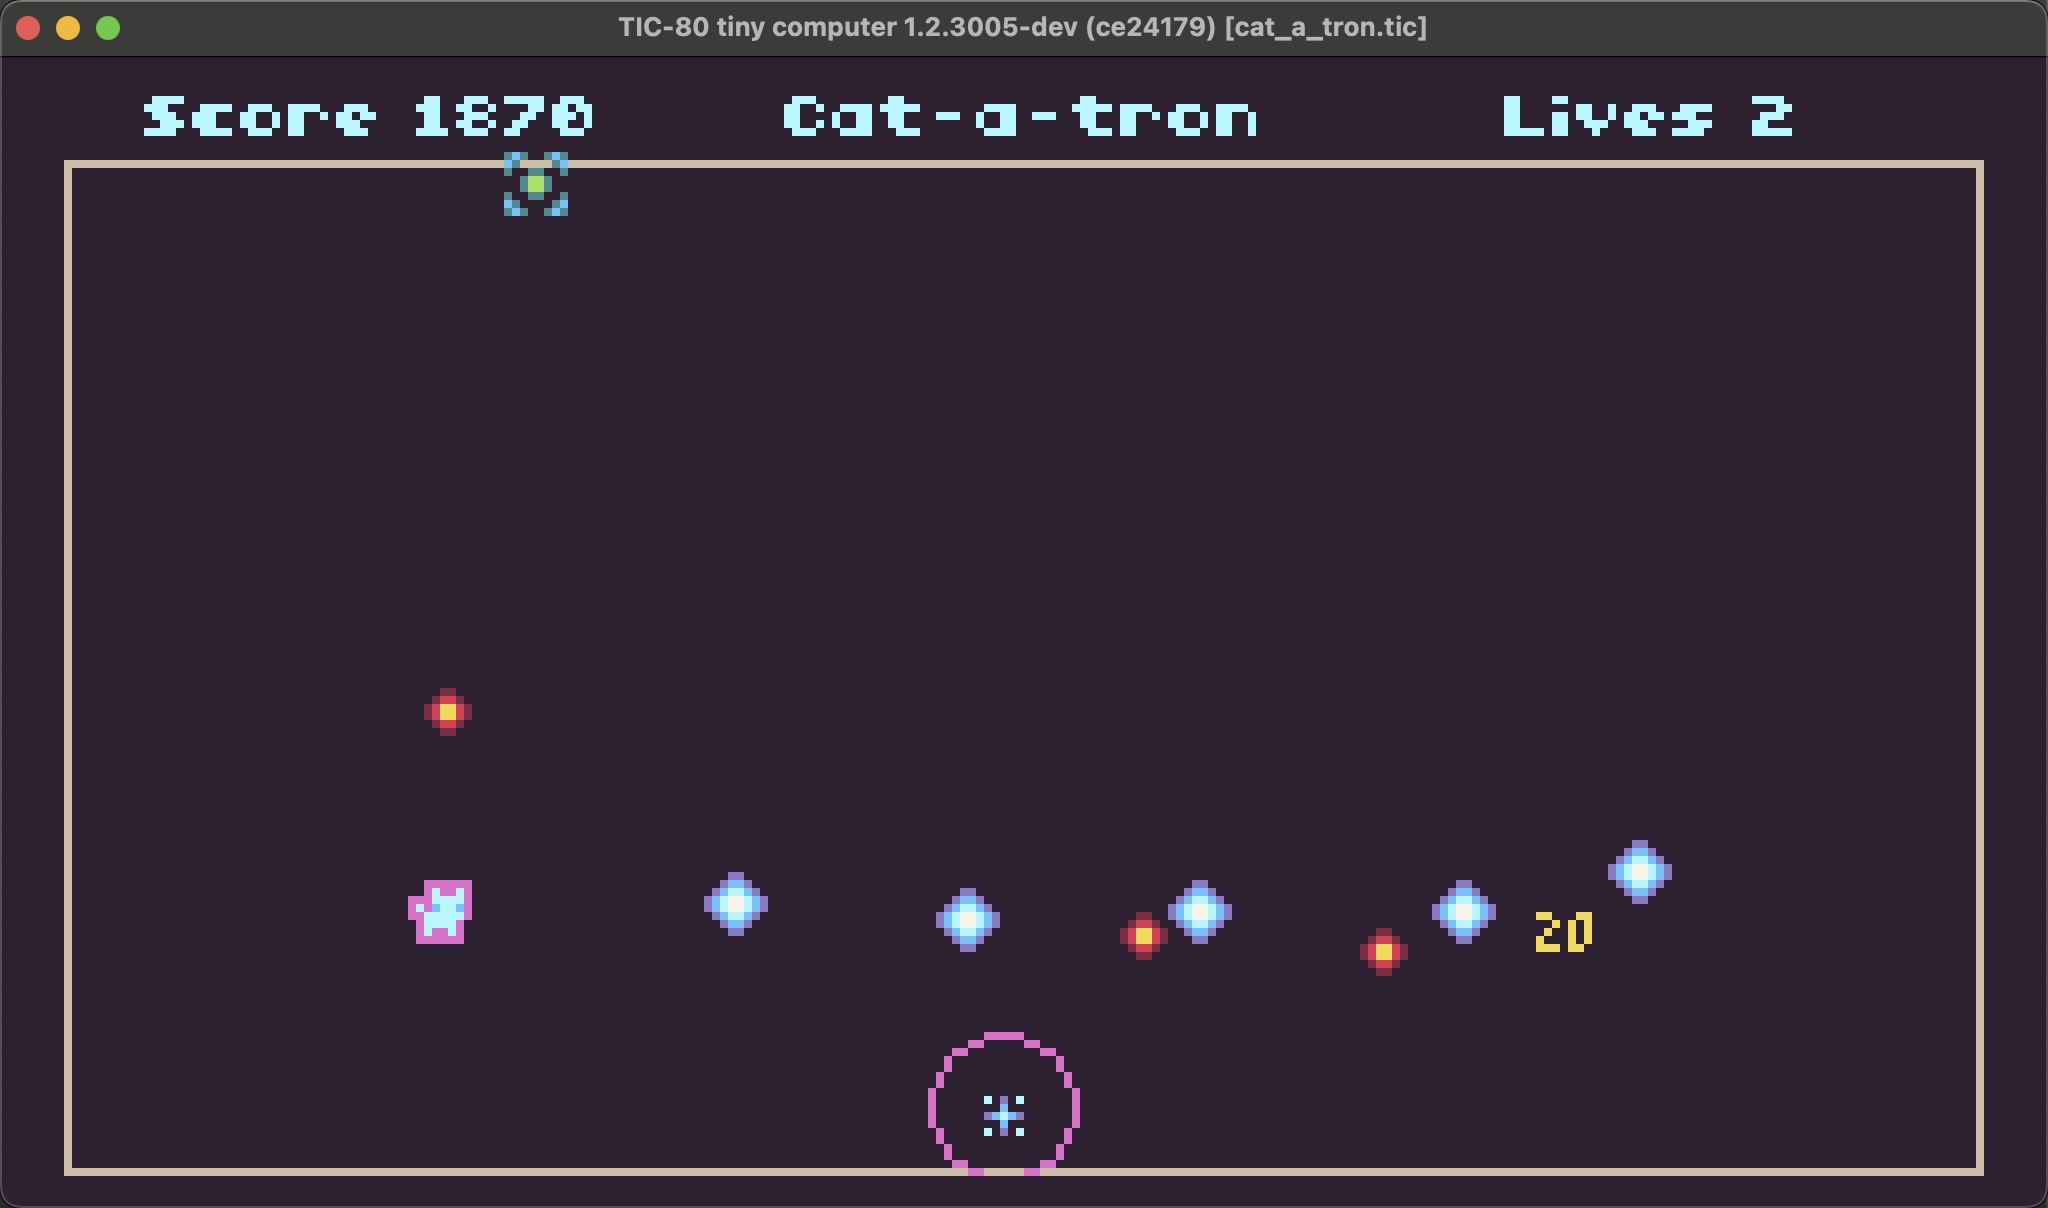 TIC-80 tiny computer 1.2.3005-dev (ce24179) [cat_a_tron.tic]
Score 1870 Cat-a-tron Lives 2
20